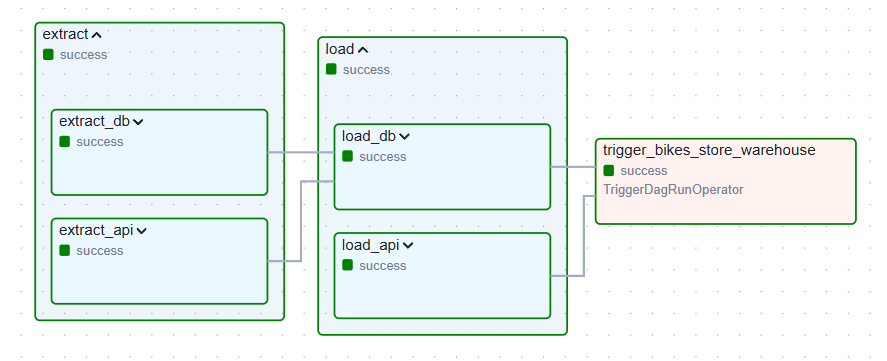 extract
success
extract_db
success
extract_api
success
load
success
load_db
success
load_api
success
trigger_bikes_store_warehouse
success
TriggerDagRunOperator